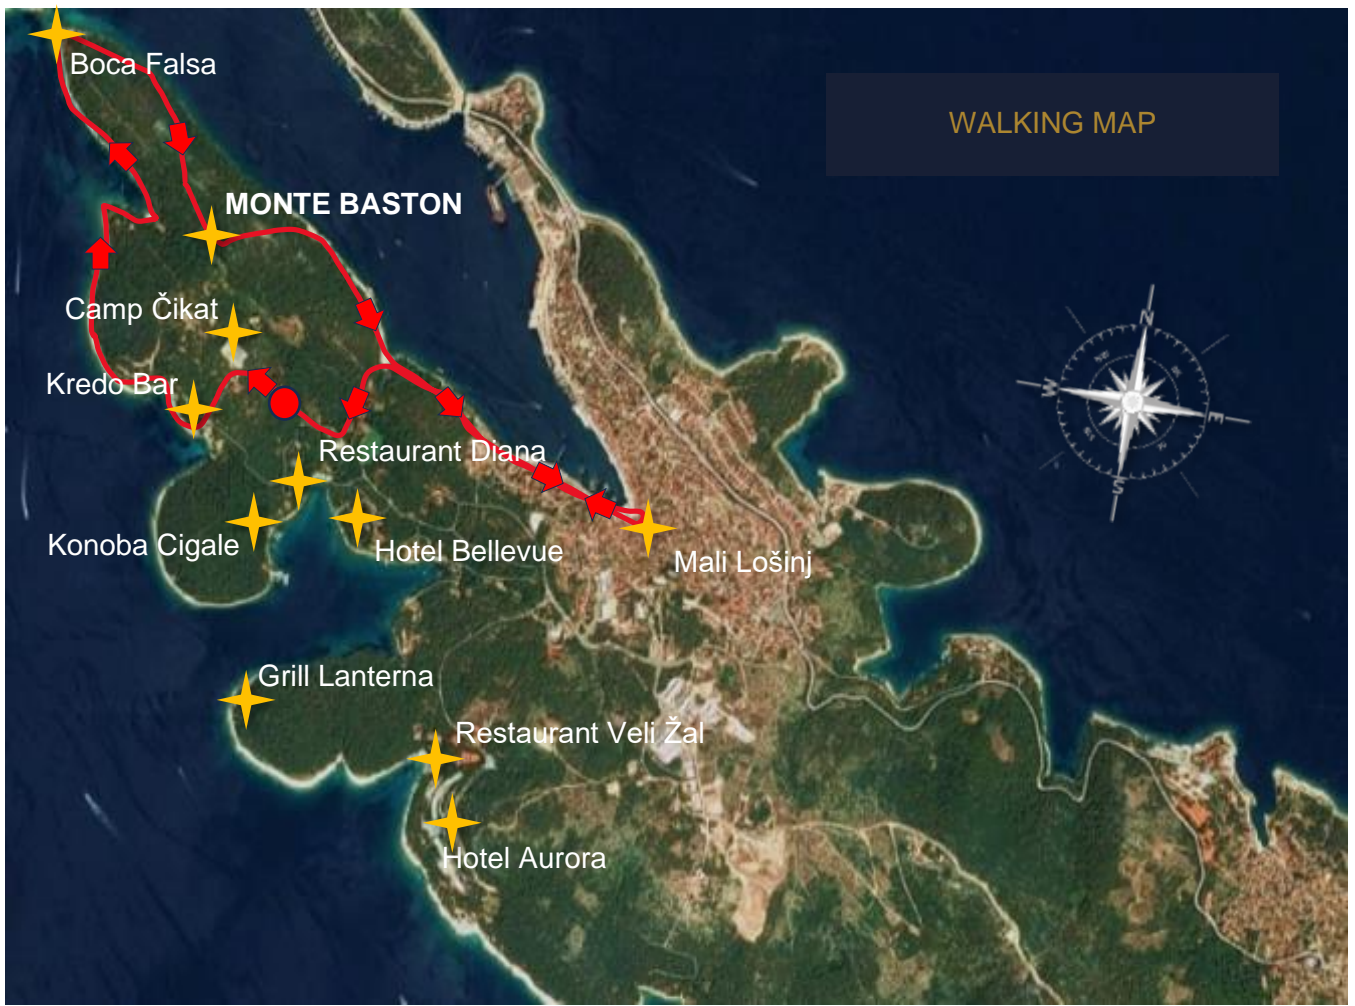 Boca Falsa
WALKING MAP
MONTE BASTON
Camp Čikat
Kredo Bar
Restaurant Diana
Konoba Cigale
Hotel Bellevue
Mali Lošinj
Grill Lanterna
Restaurant Veli Žal
Hotel Aurora
N
W
E
S